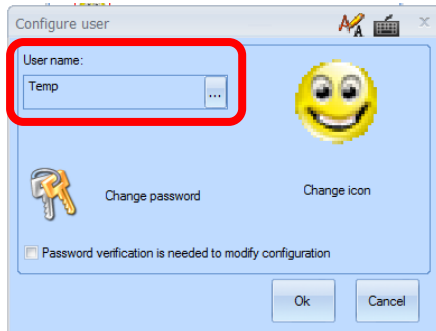 Configure user
User name:
Temp
...
Change password
Change icon
Password verification is needed to modify configuration
Ok
Cancel